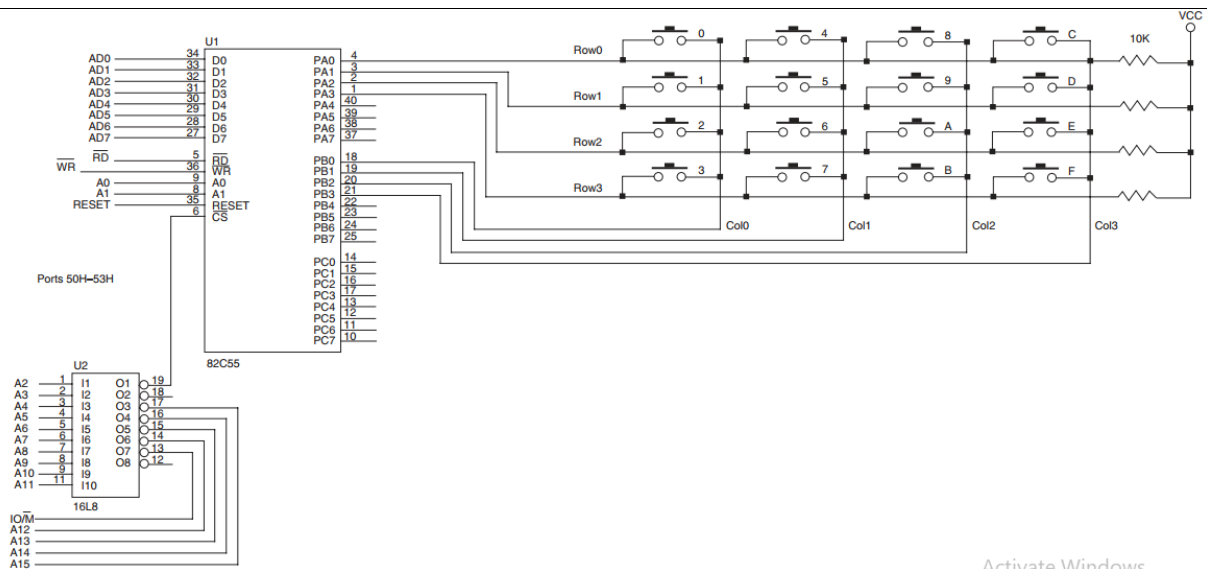 VCC
10K
0 4 8 C
Row0
1 5 9 D
Row1
2 6 A E
Row2
3 7 B F
Row3
Col0 Col1 Col2 Col3
U1
AD0 34 D0 PA0 4
AD1 33 D1 PA1 3
AD2 32 D2 PA2 2
AD3 31 D3 PA3 1
AD4 30 D4 PA4 40
AD5 29 D5 PA5 39
AD6 28 D6 PA6 38
AD7 27 D7 PA7 37
RD 5 RD PB0 18
WR 36 WR PB1 19
A0 9 A0 PB2 20
A1 8 A1 PB3 21
RESET 35 RESET PB4 22
6 CS PB5 23
PB6 24
PB7 25
PC0 14
PC1 15
PC2 16
PC3 17
PC4 13
PC5 12
PC6 11
PC7 10
82C55
Ports 50H–53H
U2
A2 1 I1 O1 19
A3 2 I2 O2 18
A4 3 I3 O3 17
A5 4 I4 O4 16
A6 5 I5 O5 15
A7 6 I6 O6 14
A8 7 I7 O7 13
A9 8 I8 O8 12
A10 9 I9
A11 11 I10
16L8
IO/M
A12
A13
A14
A15
Activate Windows